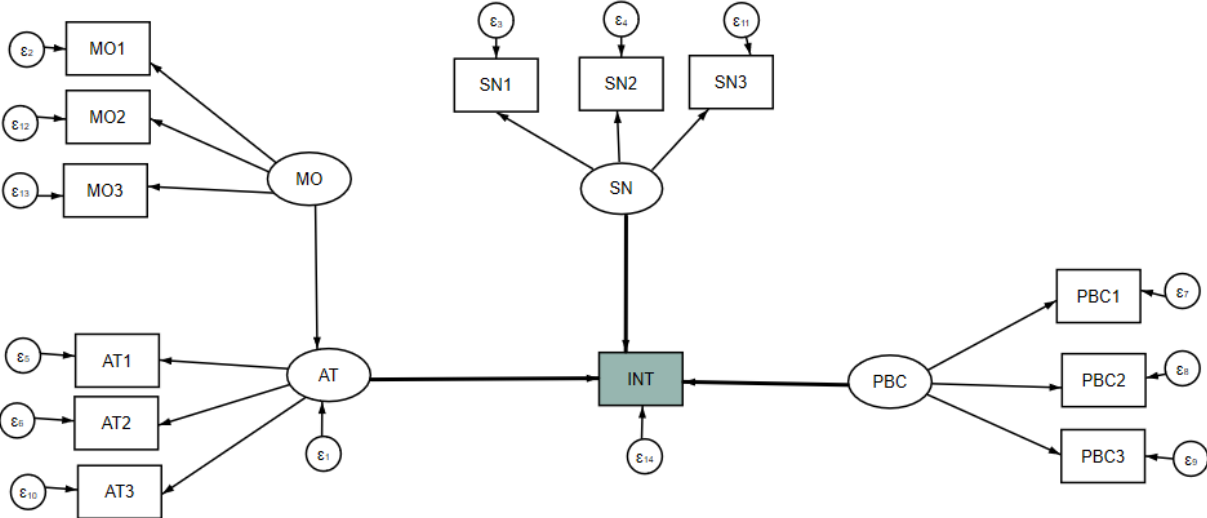 ε3
ε4
ε11
ε2
MO1
SN1
SN2
SN3
ε12
MO2
MO
SN
ε13
MO3
PBC1
ε7
ε5
AT1
AT
INT
PBC
PBC2
ε8
ε6
AT2
ε1
ε14
PBC3
ε9
ε10
AT3